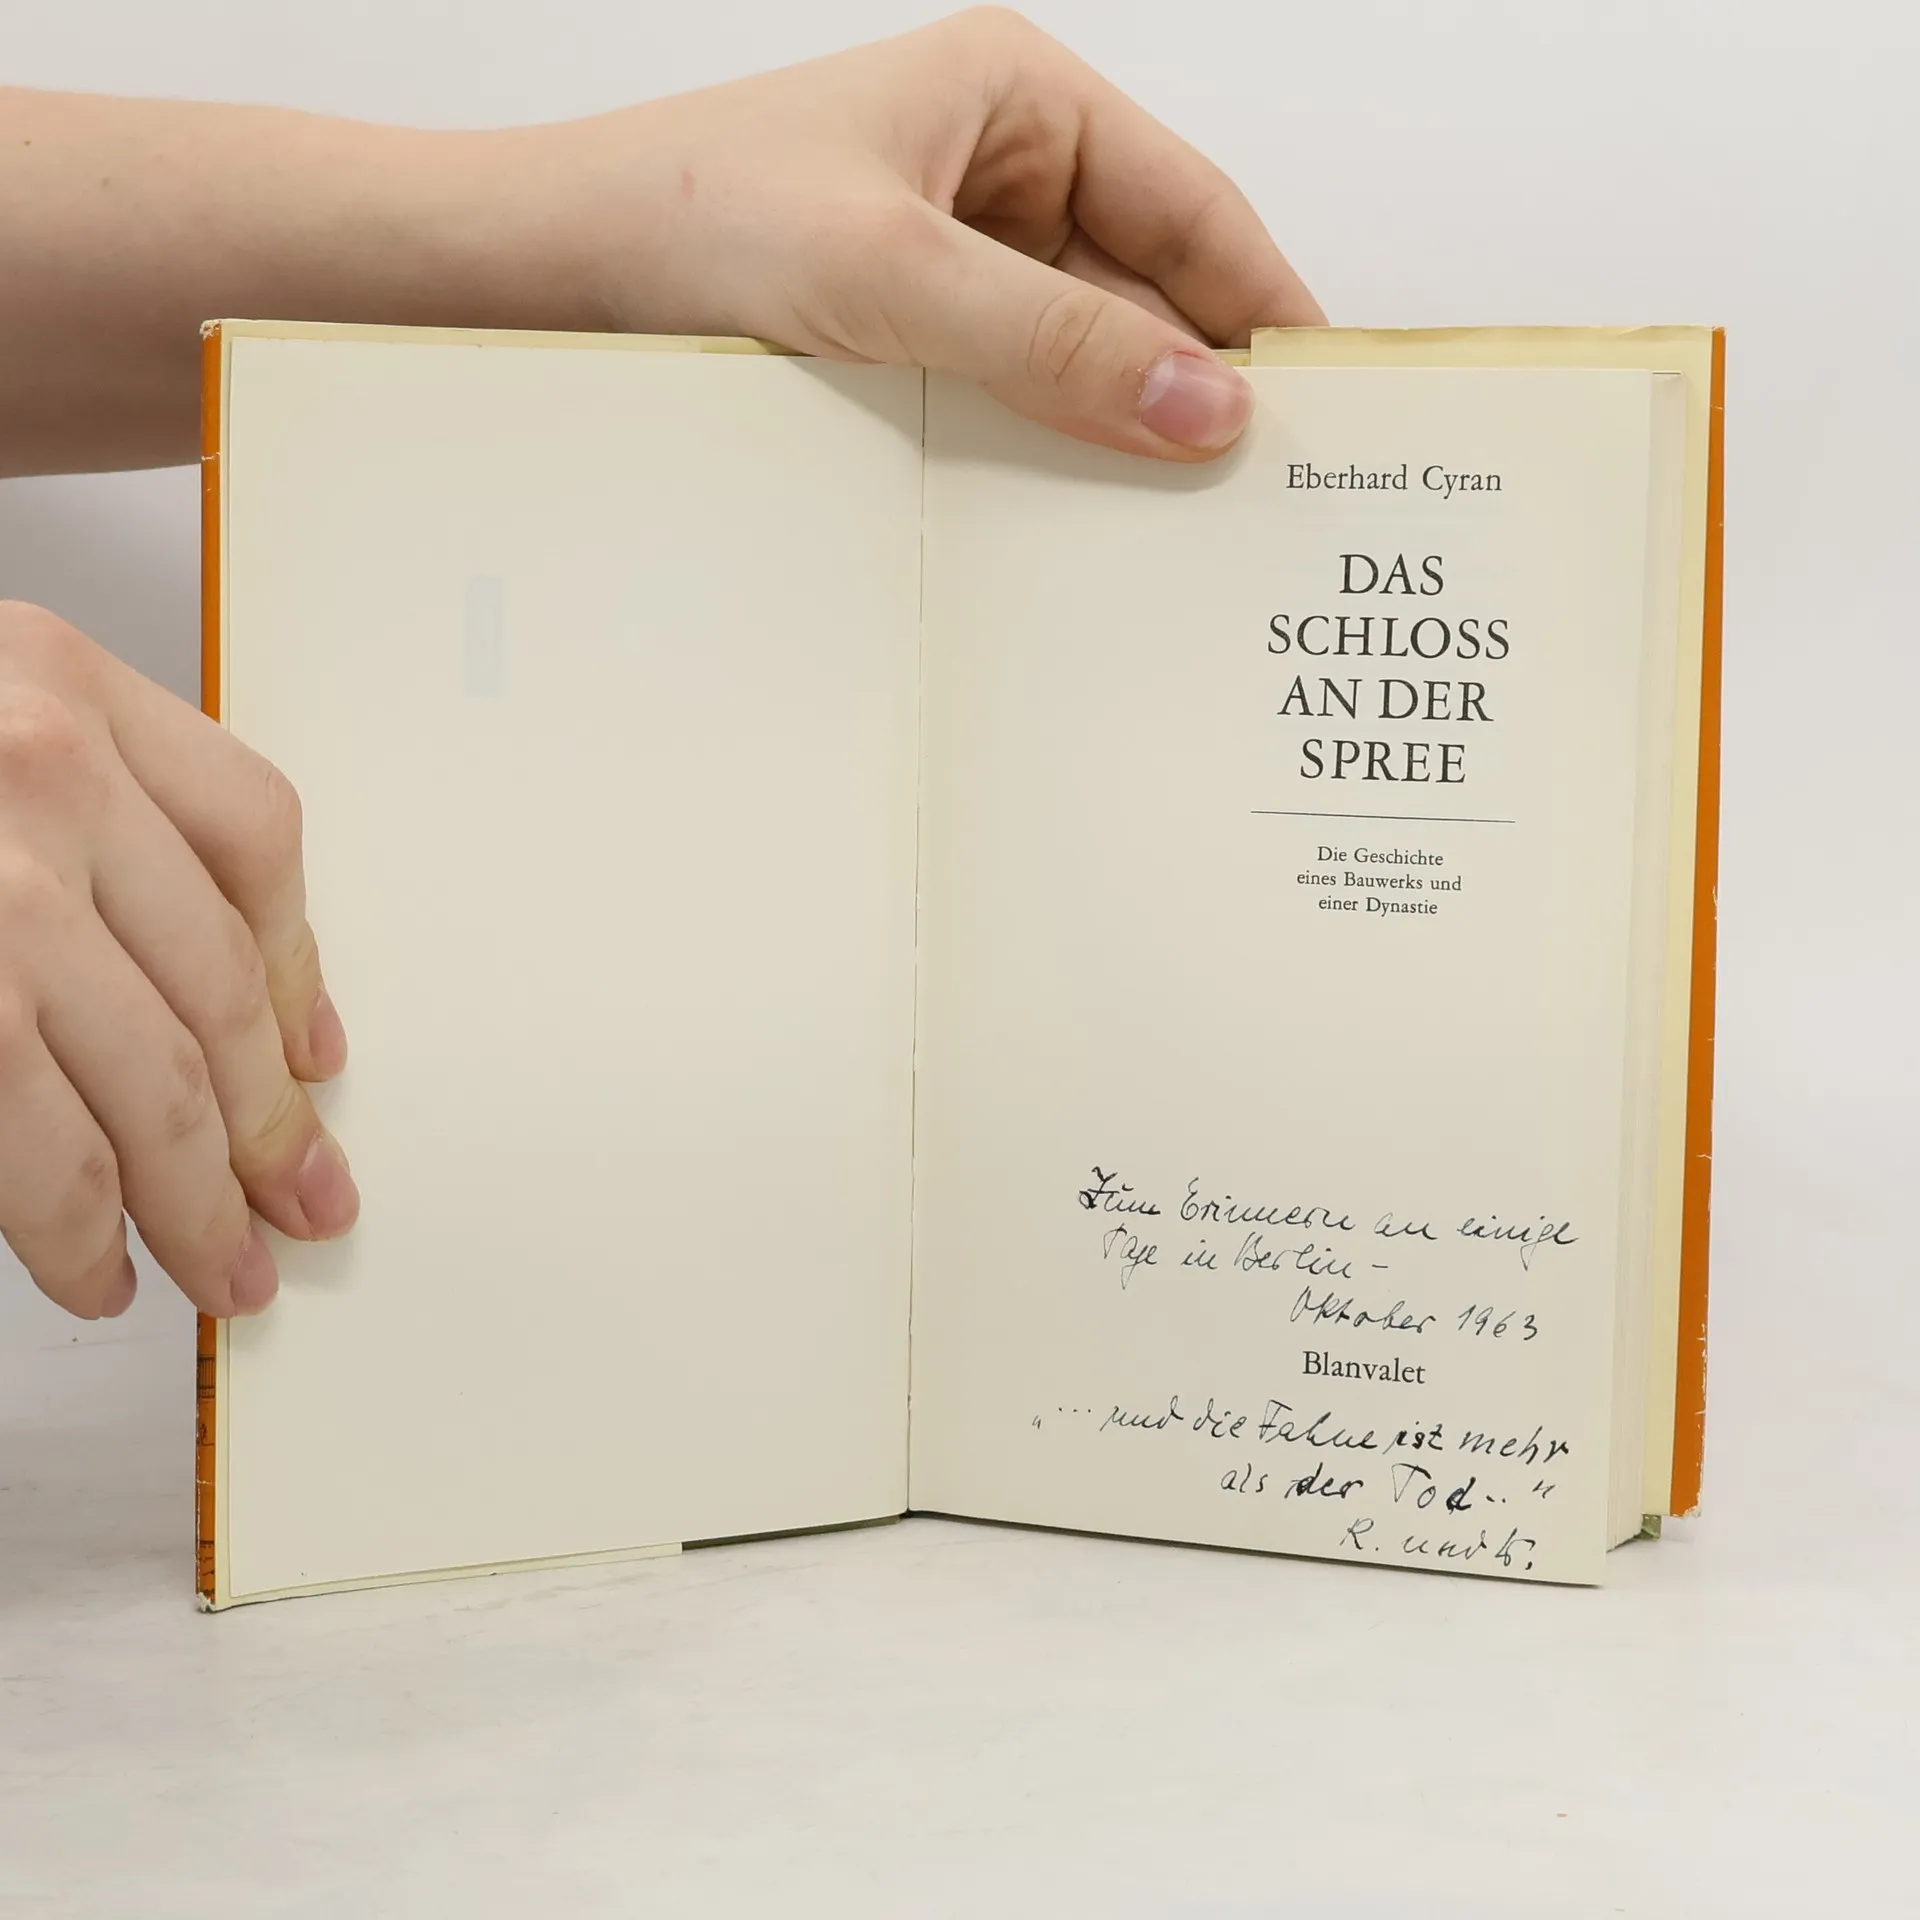 Eberhard Cyran
DAS
SCHLOSS
AN DER
SPREE
Die Geschichte
eines Bauwerks und
einer Dynastie
Zum Erinnern an einige
Tage in Berlin –
Oktober 1963
Blanvalet
„... und die Fahne ist mehr
als der Tod.."
R. und